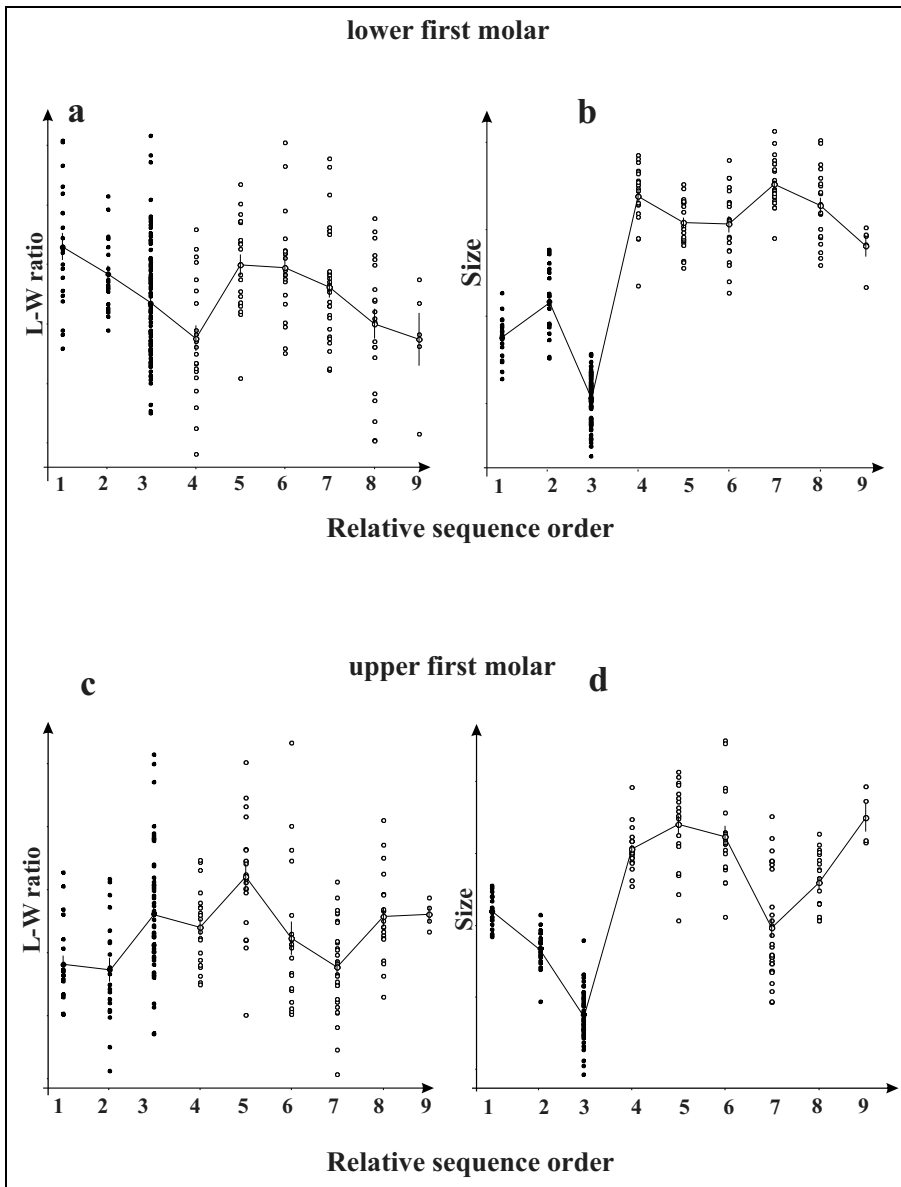 lower first molar
a
b
L-W ratio
Size
1 2 3 4 5 6 7 8 9
1 2 3 4 5 6 7 8 9
Relative sequence order
upper first molar
c
d
L-W ratio
Size
1 2 3 4 5 6 7 8 9
1 2 3 4 5 6 7 8 9
Relative sequence order